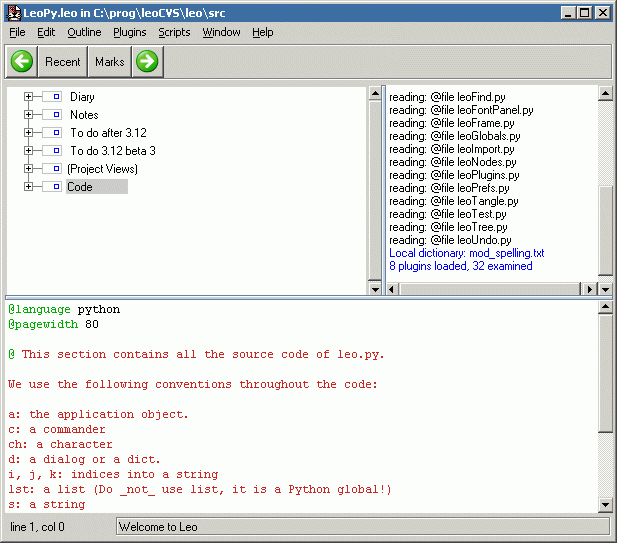 LeoPy.leo in C:\prog\leoCVS\leo\src
File Edit Outline Plugins Scripts Window Help
Recent Marks
Diary
Notes
To do after 3.12
To do 3.12 beta 3
(Project Views)
Code
reading: @file leoFind.py
reading: @file leoFontPanel.py
reading: @file leoFrame.py
reading: @file leoGlobals.py
reading: @file leoImport.py
reading: @file leoNodes.py
reading: @file leoPlugins.py
reading: @file leoPrefs.py
reading: @file leoTangle.py
reading: @file leoTest.py
reading: @file leoTree.py
reading: @file leoUndo.py
Local dictionary: mod_spelling.txt
8 plugins loaded, 32 examined
@language python
@pagewidth 80
@ This section contains all the source code of leo.py.
We use the following conventions throughout the code:
a: the application object.
c: a commander
ch: a character
d: a dialog or a dict.
i, j, k: indices into a string
lst: a list (Do _not_ use list, it is a Python global!)
s: a string
line 1, col 0
Welcome to Leo